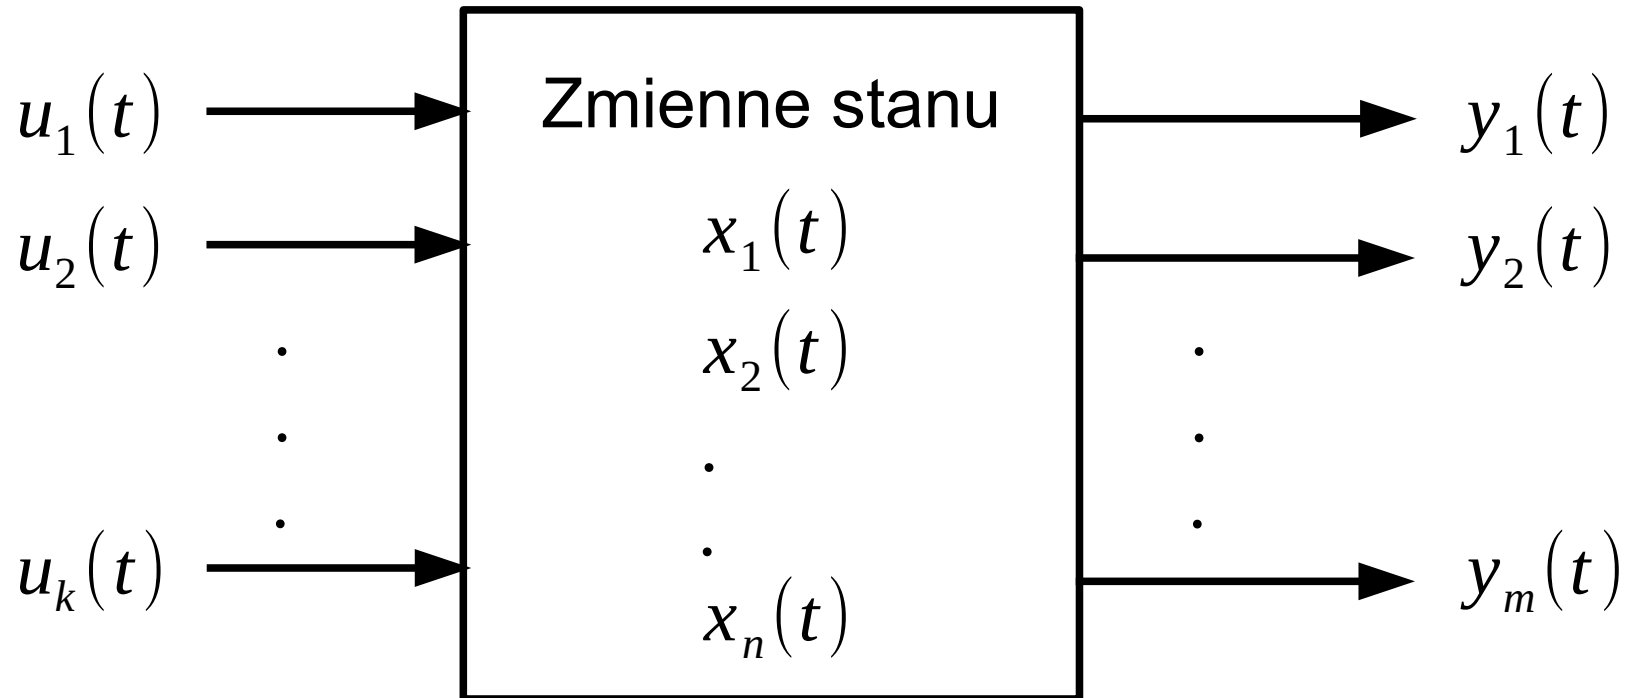 u₁(t)
u₂(t)
.
.
.
uₖ(t)
Zmienne stanu
x₁(t)
x₂(t)
.
.
xₙ(t)
y₁(t)
y₂(t)
.
.
.
yₘ(t)